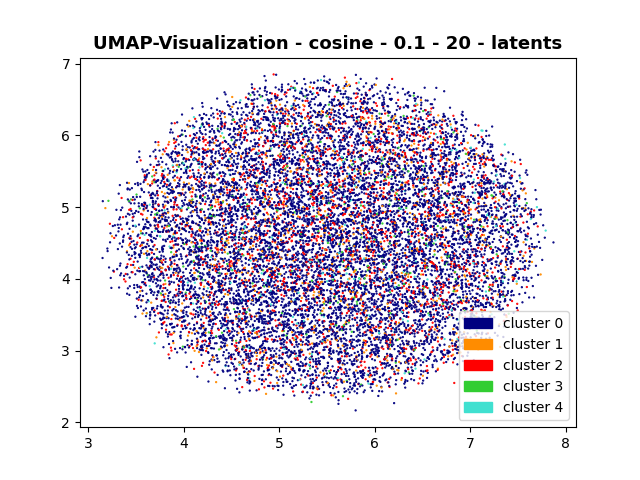 UMAP-Visualization - cosine - 0.1 - 20 - latents
7
6
5
4
3
2
3 4 5 6 7 8
cluster 0
cluster 1
cluster 2
cluster 3
cluster 4